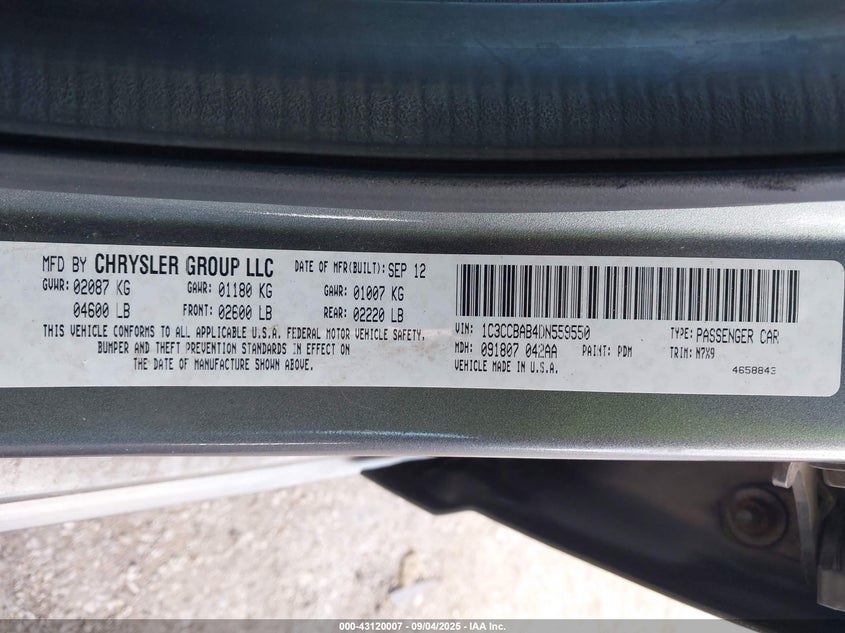 MFD BY CHRYSLER GROUP LLC DATE OF MFR(BUILT): SEP 12
GVWR: 02087 KG GAWR: 01180 KG GAWR: 01007 KG
04600 LB FRONT: 02600 LB REAR: 02220 LB
THIS VEHICLE CONFORMS TO ALL APPLICABLE U.S.A. FEDERAL MOTOR VEHICLE SAFETY,
BUMPER AND THEFT PREVENTION STANDARDS IN EFFECT ON
THE DATE OF MANUFACTURE SHOWN ABOVE.
VIN: 1C3CCBAB4DN559550 TYPE: PASSENGER CAR
MDH: 091807 042AA PAINT: PDM TRIM: N7X9
VEHICLE MADE IN U.S.A. 4658843
000-43120007 - 09/04/2025 - IAA Inc.